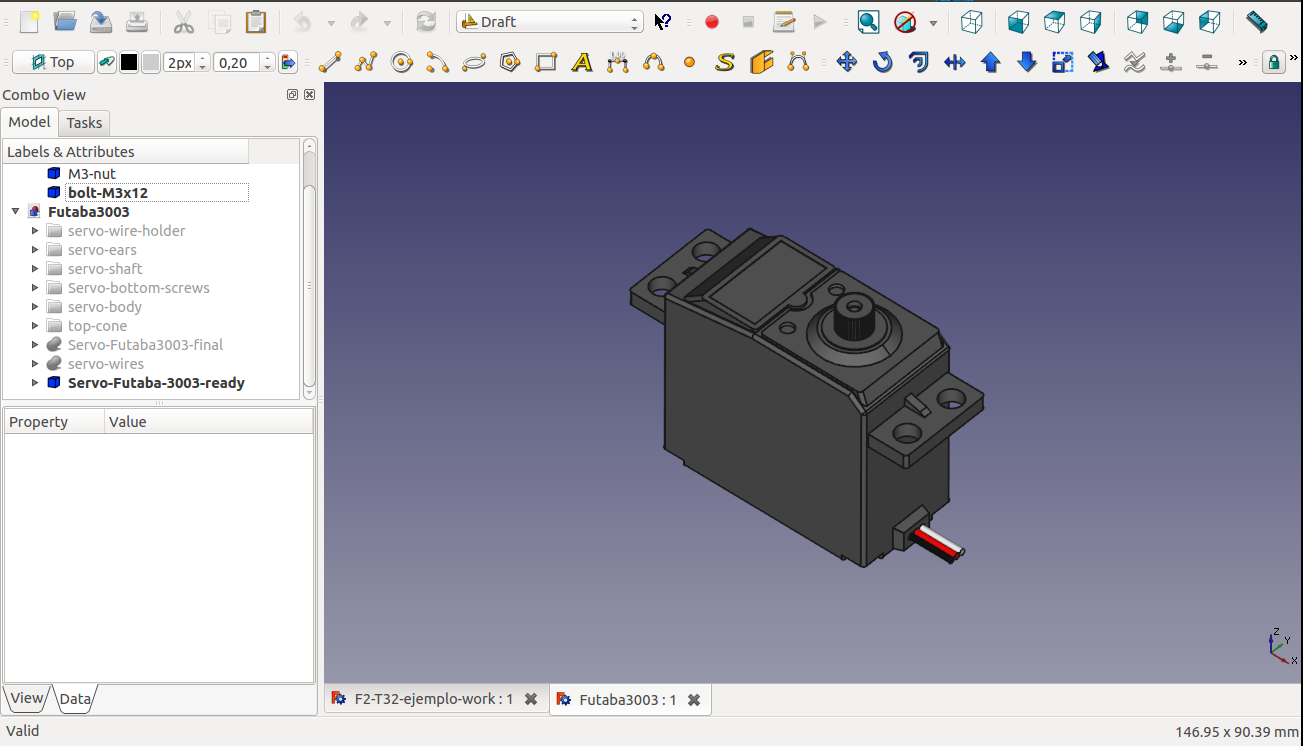 Draft
Top
2px
0,20
A
S
Combo View
Model
Tasks
Labels & Attributes
M3-nut
bolt-M3x12
Futaba3003
servo-wire-holder
servo-ears
servo-shaft
Servo-bottom-screws
servo-body
top-cone
Servo-Futaba3003-final
servo-wires
Servo-Futaba-3003-ready
Property Value
View Data
F2-T32-ejemplo-work : 1
Futaba3003 : 1
Z
Y
X
Valid
146.95 x 90.39 mm